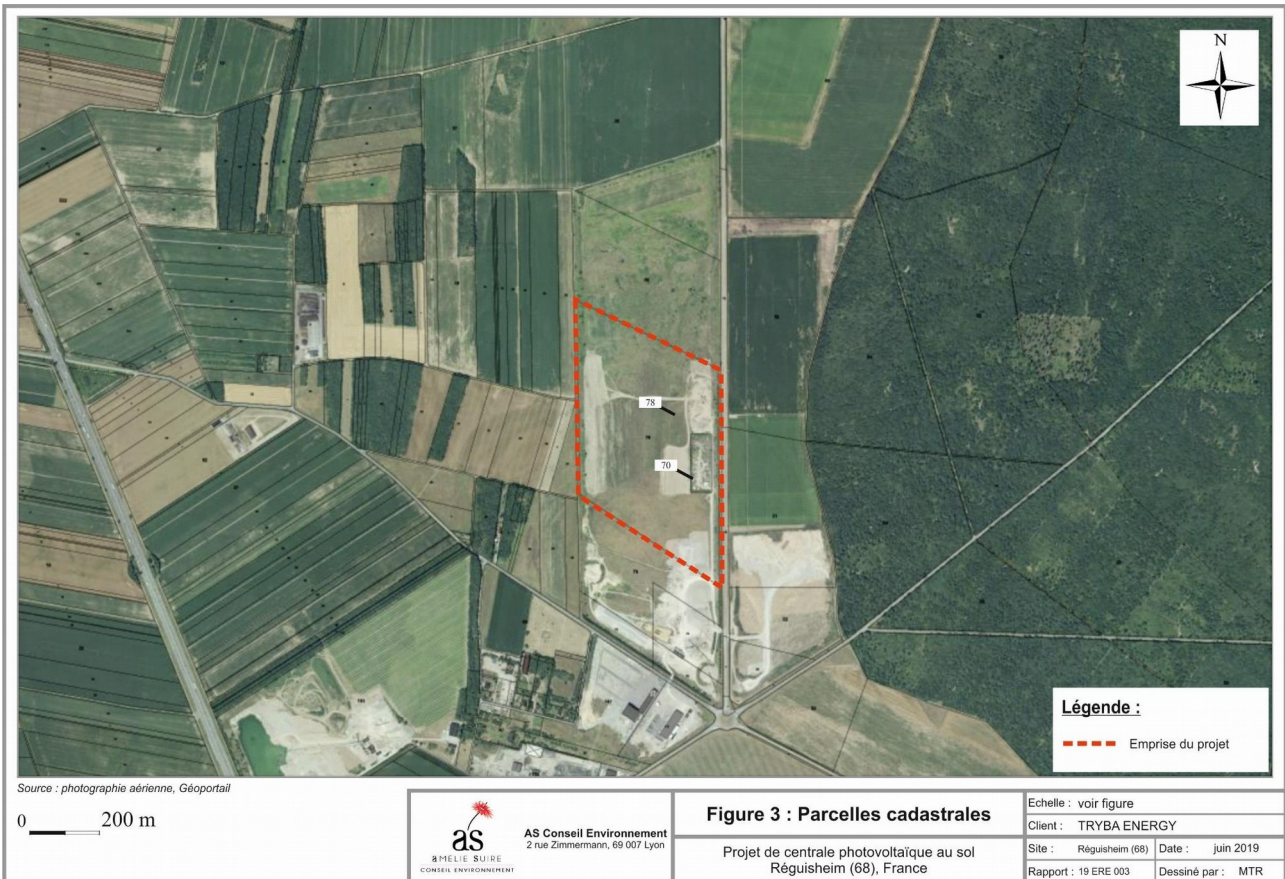 N
78
70
Légende :
Emprise du projet
Source : photographie aérienne, Géoportail
0 200 m
as
AMÉLIE SUIRE
CONSEIL ENVIRONNEMENT
AS Conseil Environnement
2 rue Zimmermann, 69 007 Lyon
Figure 3 : Parcelles cadastrales
Projet de centrale photovoltaïque au sol
Réguisheim (68), France
Echelle : voir figure
Client : TRYBA ENERGY
Site : Réguisheim (68) Date : juin 2019
Rapport : 19 ERE 003 Dessiné par : MTR